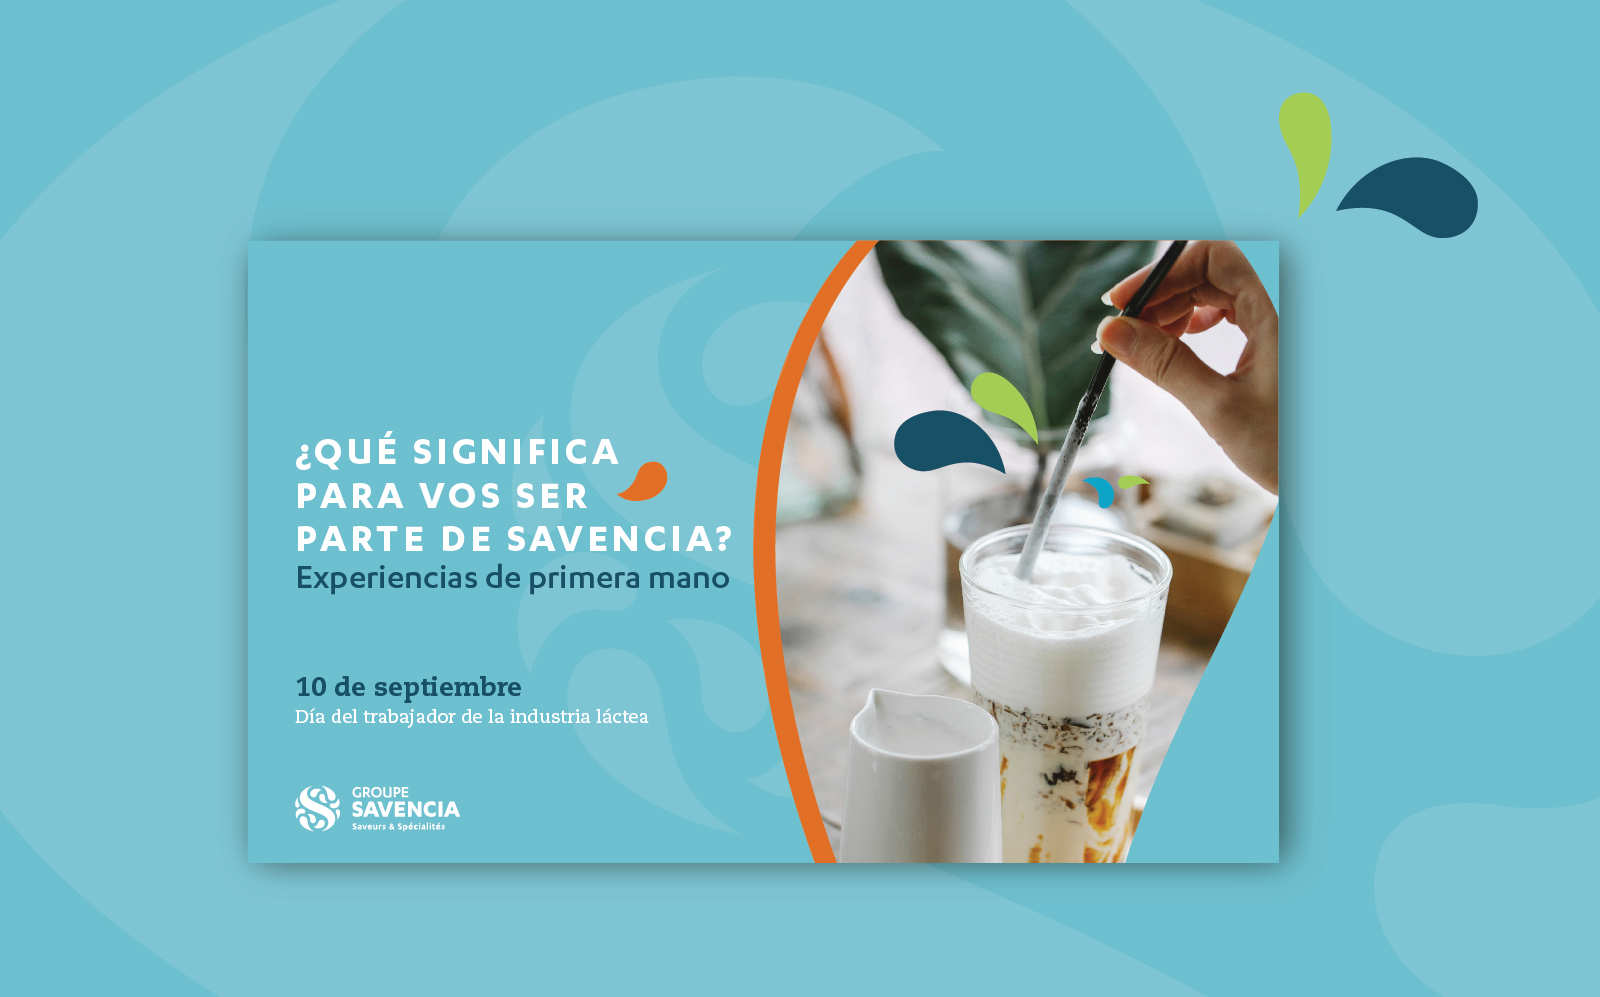 ¿QUÉ SIGNIFICA
PARA VOS SER
PARTE DE SAVENCIA?
Experiencias de primera mano
10 de septiembre
Día del trabajador de la industria láctea
GROUPE
SAVENCIA
Saveurs & Spécialités